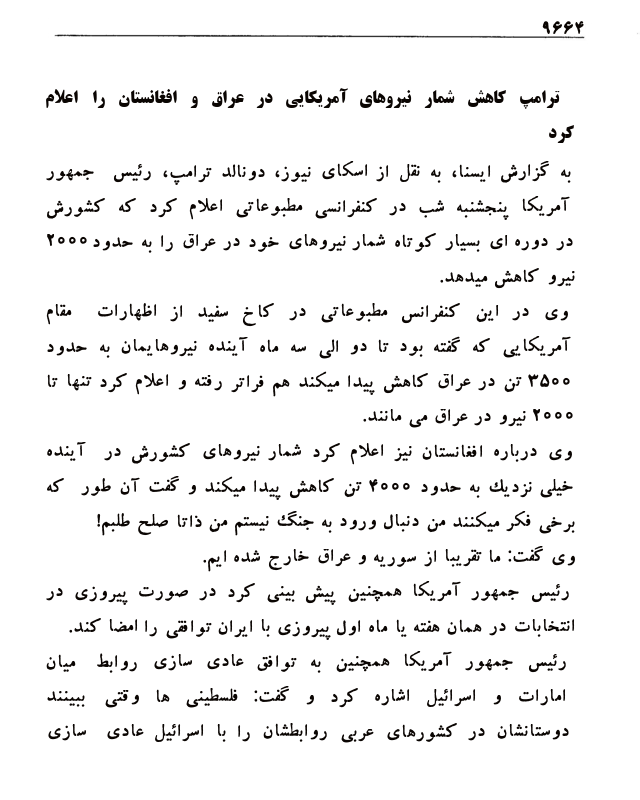 ۹۶۶۴
ترامپ کاهش شمار نیروهای آمریکایی در عراق و افغانستان را اعلام
کرد
به گزارش ایسنا، به نقل از اسکای نیوز، دونالد ترامپ، رئیس جمهور
آمریکا پنجشنبه شب در کنفرانسی مطبوعاتی اعلام کرد که کشورش
در دوره ای بسیار کوتاه شمار نیروهای خود در عراق را به حدود ۲۰۰۰
نیرو کاهش میدهد.
وی در این کنفرانس مطبوعاتی در کاخ سفید از اظهارات مقام
آمریکایی که گفته بود تا دو الی سه ماه آینده نیروهایمان به حدود
۳۵۰۰ تن در عراق کاهش پیدا میکند هم فراتر رفته و اعلام کرد تنها تا
۲۰۰۰ نیرو در عراق می مانند.
وی درباره افغانستان نیز اعلام کرد شمار نیروهای کشورش در آینده
خیلی نزدیك به حدود ۴۰۰۰ تن کاهش پیدا میکند و گفت آن طور که
برخی فکر میکنند من دنبال ورود به جنگ نیستم من ذاتا صلح طلبم!
وی گفت: ما تقریبا از سوریه و عراق خارج شده ایم.
رئیس جمهور آمریکا همچنین پیش بینی کرد در صورت پیروزی در
انتخابات در همان هفته یا ماه اول پیروزی با ایران توافقی را امضا کند.
رئیس جمهور آمریکا همچنین به توافق عادی سازی روابط میان
امارات و اسرائیل اشاره کرد و گفت: فلسطینی ها وقتی ببینند
دوستانشان در کشورهای عربی روابطشان را با اسرائیل عادی سازی